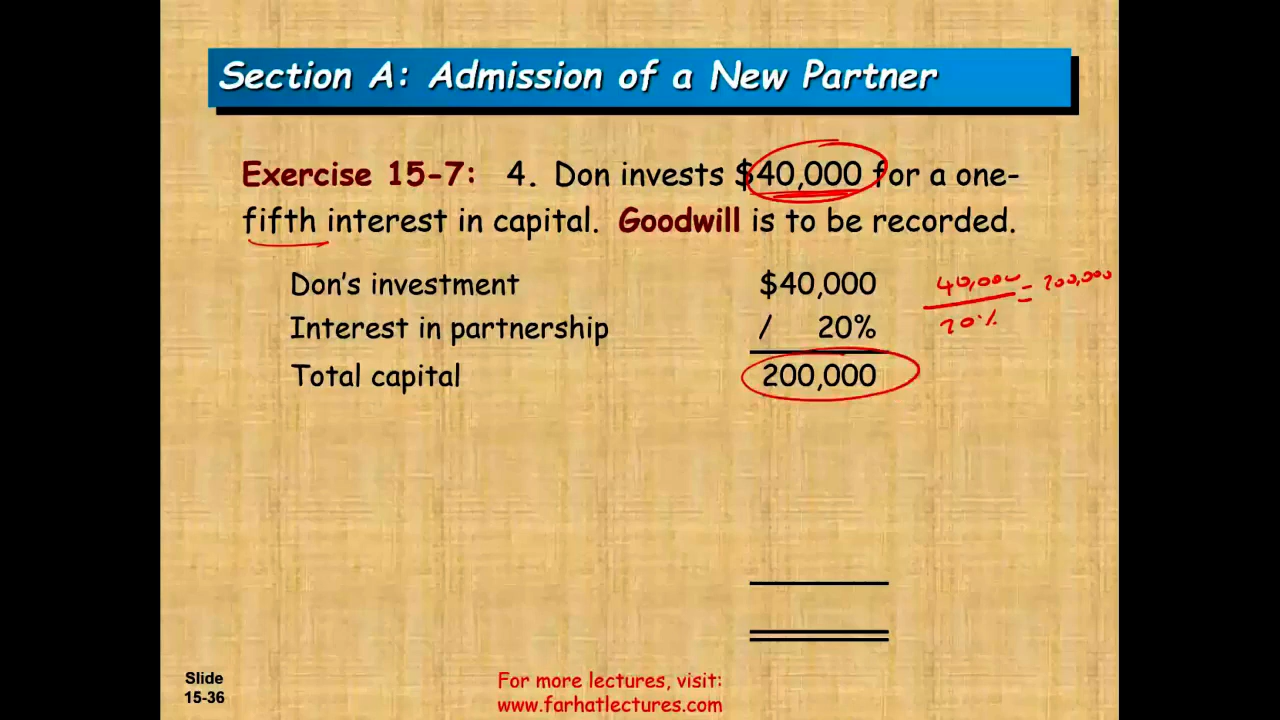 Section A: Admission of a New Partner
Exercise 15-7: 4. Don invests $40,000 for a one-
fifth interest in capital. Goodwill is to be recorded.
Don's investment $40,000
Interest in partnership / 20%
Total capital 200,000
40,000
20% = 200,000
Slide
15-36
For more lectures, visit:
www.farhatlectures.com